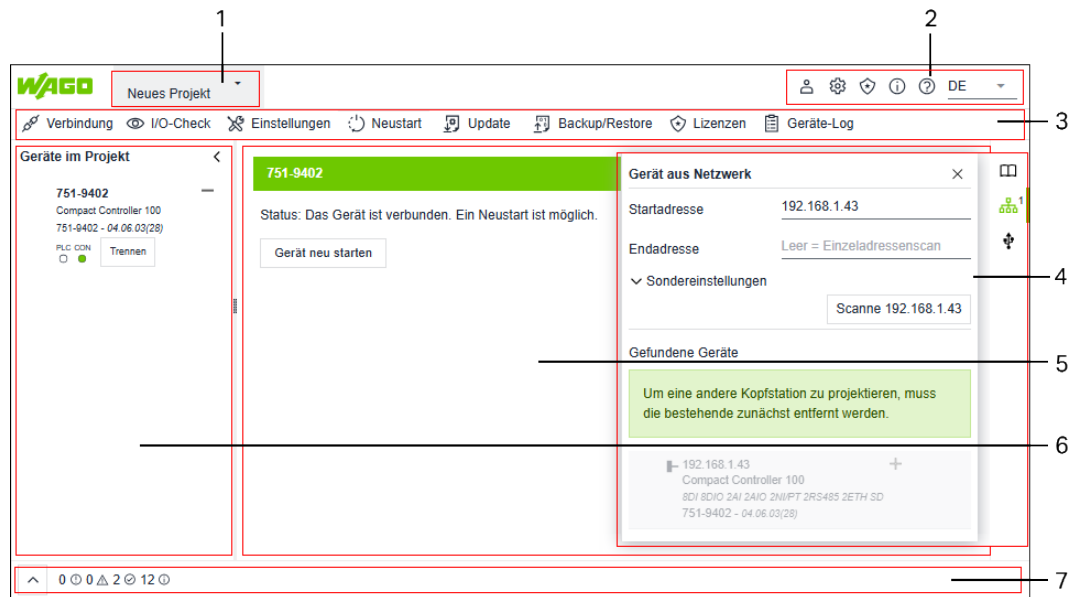 1
2
WAGO
Neues Projekt
DE
Verbindung I/O-Check Einstellungen Neustart Update Backup/Restore Lizenzen Geräte-Log
3
Geräte im Projekt
751-9402
Compact Controller 100
751-9402 - 04.06.03(28)
PLC CON
Trennen
751-9402
Status: Das Gerät ist verbunden. Ein Neustart ist möglich.
Gerät neu starten
Gerät aus Netzwerk
Startadresse 192.168.1.43
Endadresse Leer = Einzeladressenscan
Sondereinstellungen
Scanne 192.168.1.43
Gefundene Geräte
Um eine andere Kopfstation zu projektieren, muss
die bestehende zunächst entfernt werden.
192.168.1.43
Compact Controller 100
8DI 8DIO 2AI 2AIO 2NI/PT 2RS485 2ETH SD
751-9402 - 04.06.03(28)
1
4
5
6
0 0 2 12
7